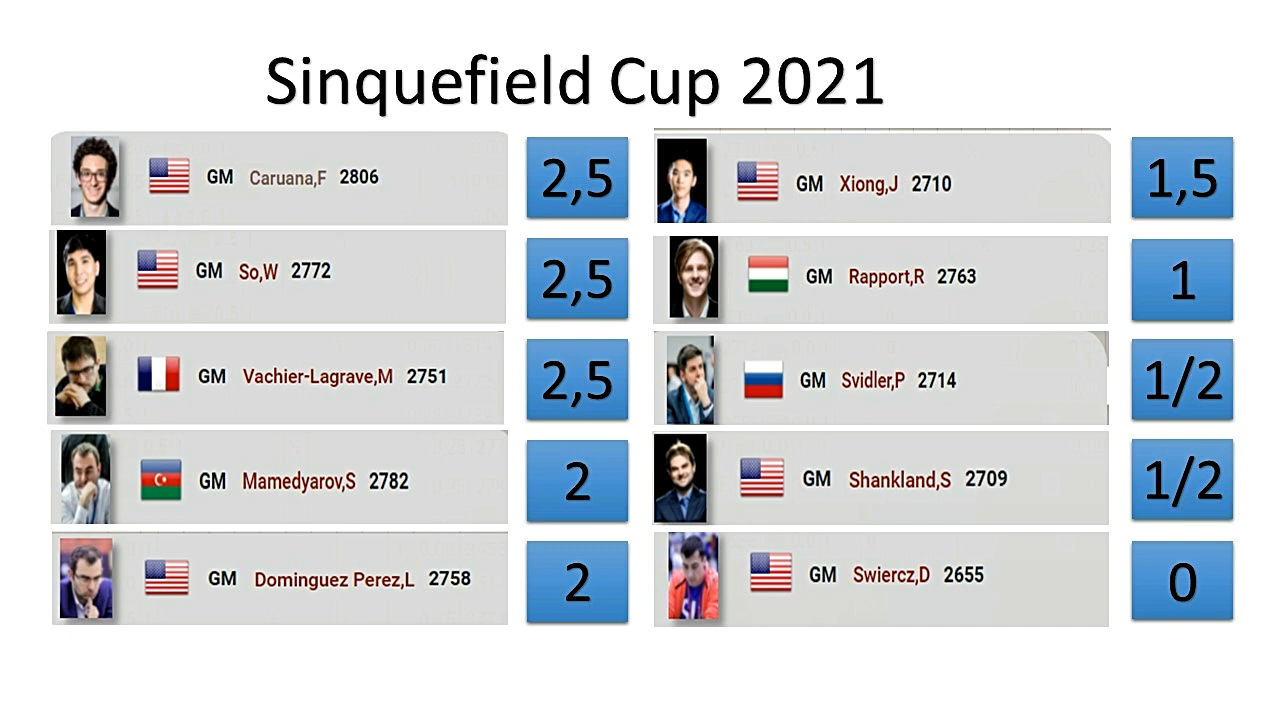 Sinquefield Cup 2021
GM Caruana,F 2806 2,5
GM So,W 2772 2,5
GM Vachier-Lagrave,M 2751 2,5
GM Mamedyarov,S 2782 2
GM Dominguez Perez,L 2758 2
GM Xiong,J 2710 1,5
GM Rapport,R 2763 1
GM Svidler,P 2714 1/2
GM Shankland,S 2709 1/2
GM Swiercz,D 2655 0